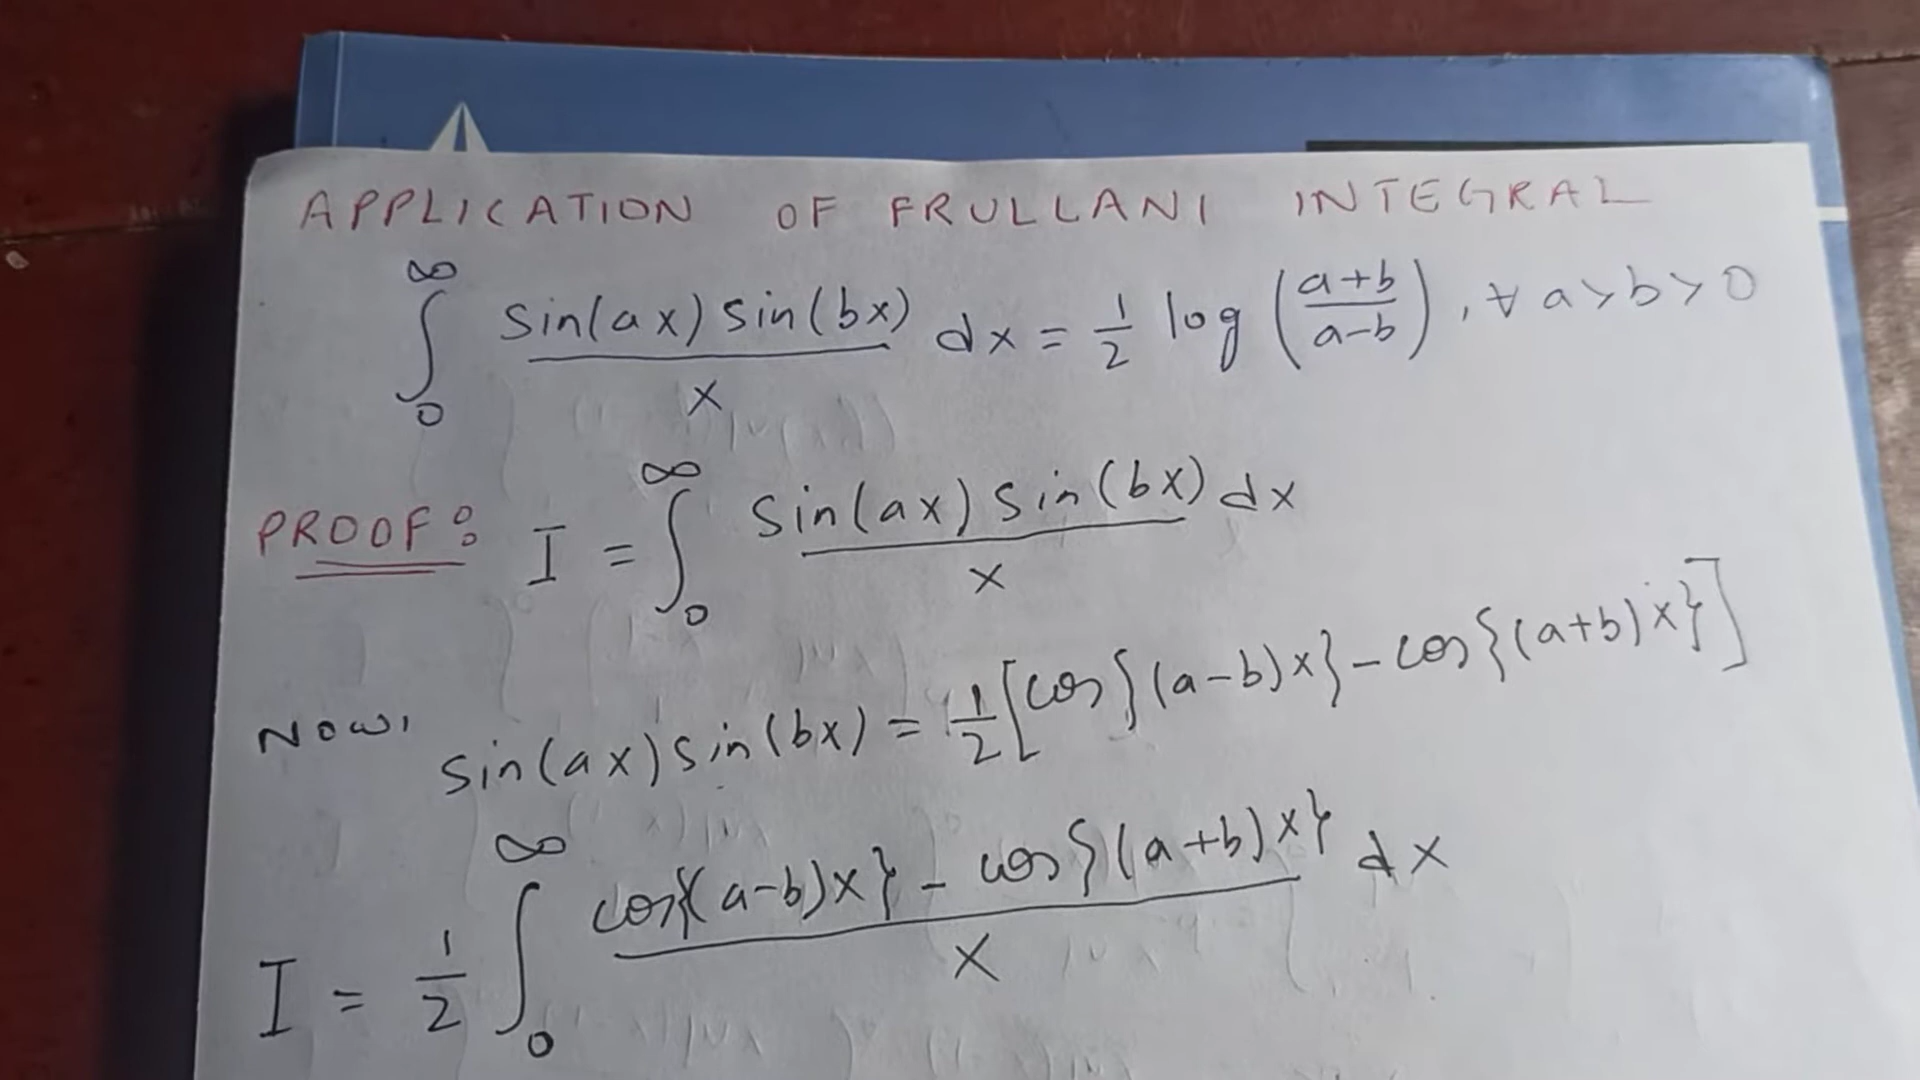 APPLICATION OF FRULLANI INTEGRAL
∫₀^∞ sin(ax) sin(bx) / x dx = 1/2 log ((a+b)/(a-b)), ∀ a>b>0
PROOF: I = ∫₀^∞ sin(ax) sin(bx) / x dx
NOW, sin(ax) sin(bx) = 1/2 [cos{(a-b)x} - cos{(a+b)x}]
I = 1/2 ∫₀^∞ cos{(a-b)x} - cos{(a+b)x} / x dx